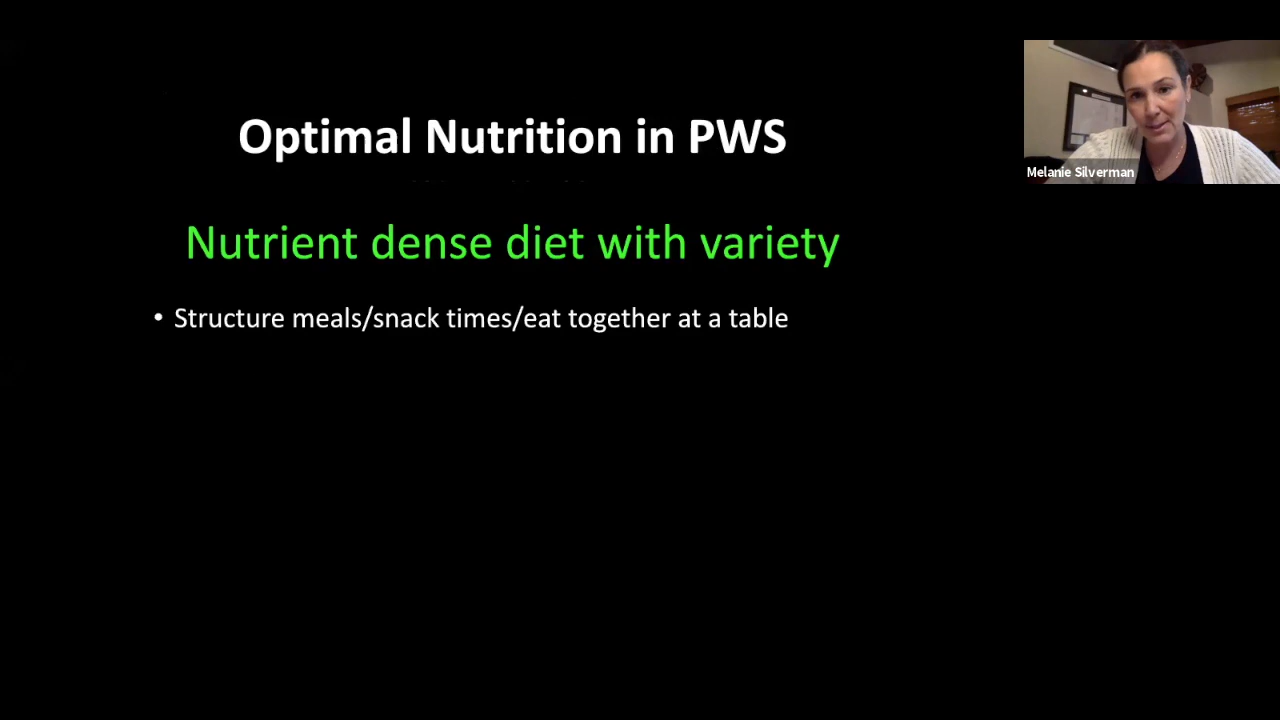 Optimal Nutrition in PWS
Nutrient dense diet with variety
• Structure meals/snack times/eat together at a table
Melanie Silverman